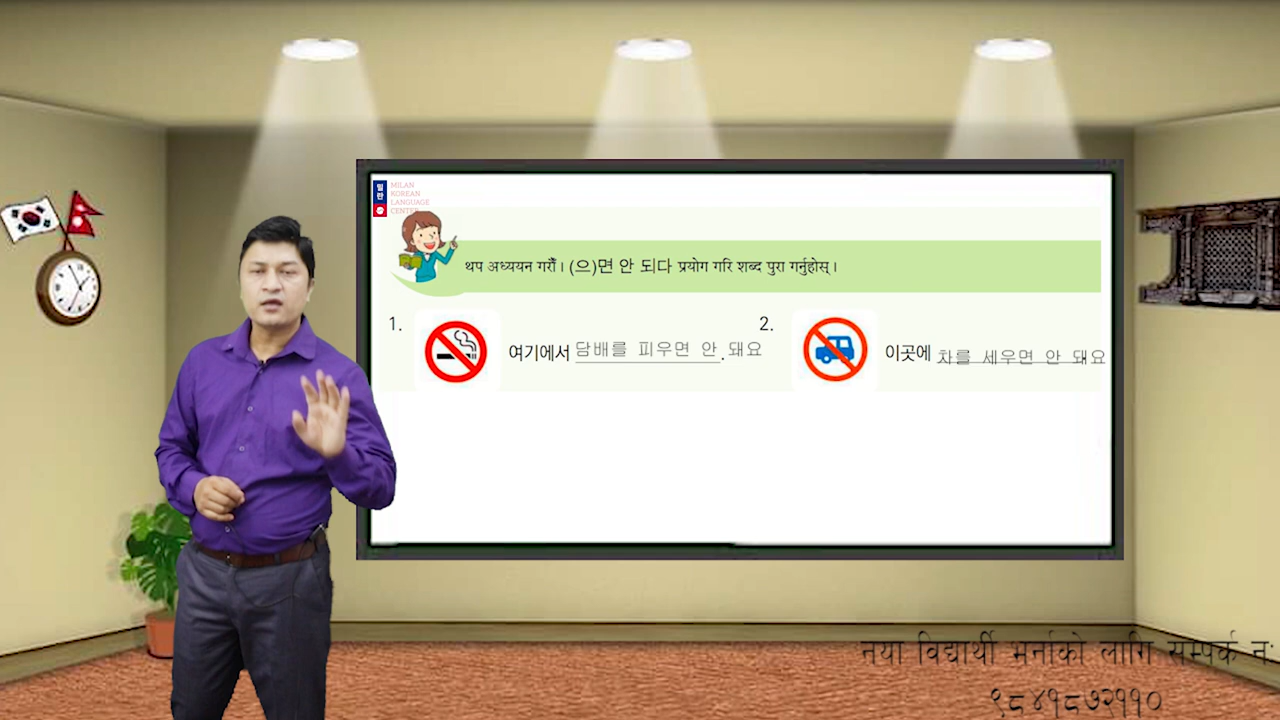 밀란
MILAN
KOREAN
LANGUAGE
CENTER
थप अध्ययन गरौँ । (으)면 안 되다 प्रयोग गरि शब्द पुरा गर्नुहोस् ।
1. 여기에서 담배를 피우면 안 돼요.
2. 이곳에 차를 세우면 안 돼요
नया विद्यार्थी भर्नाको लागि सम्पर्क न:
९८४१८७२११०